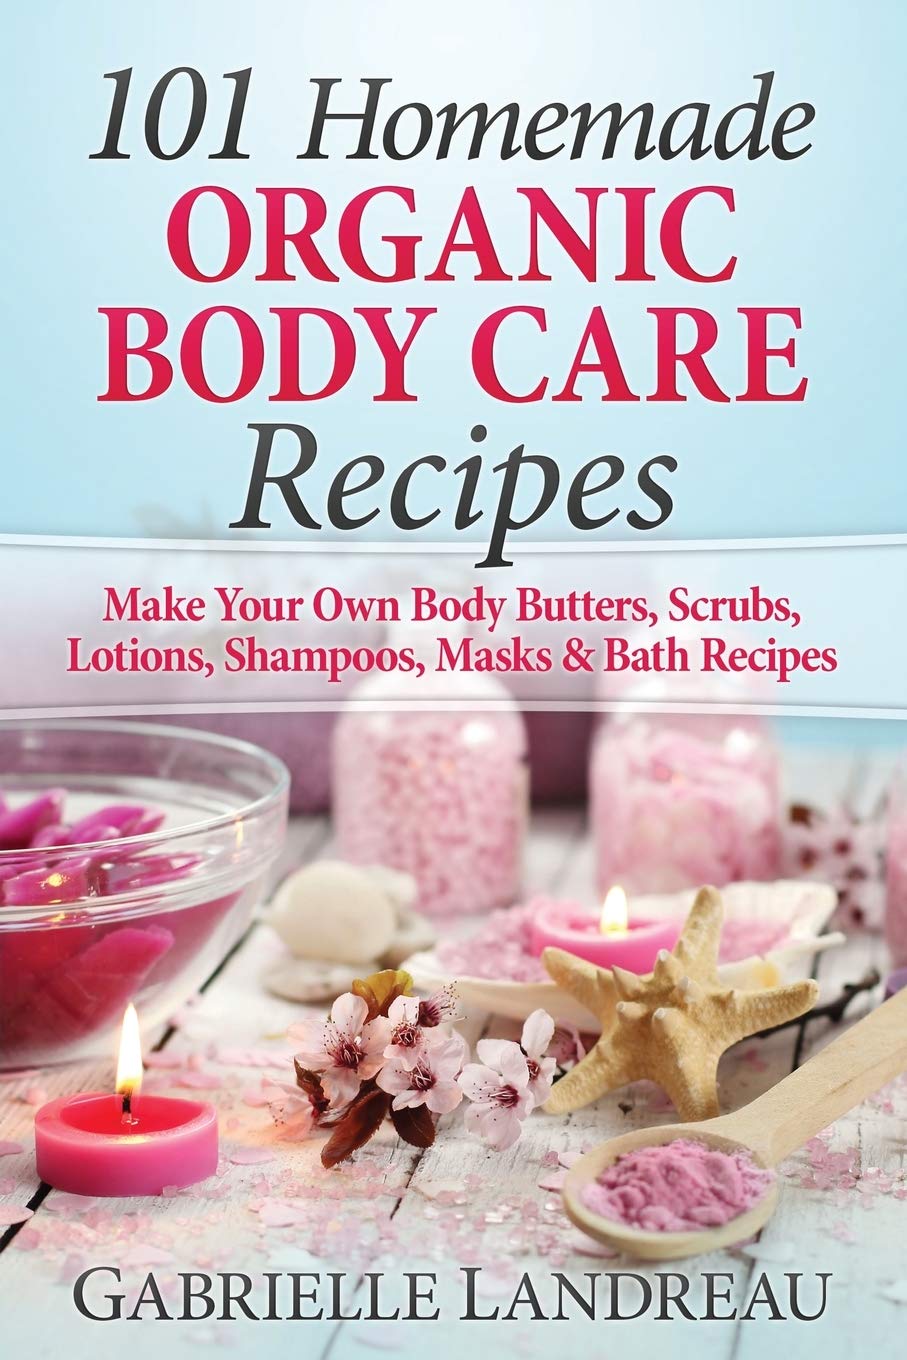 101 Homemade
ORGANIC
BODY CARE
Recipes
Make Your Own Body Butters, Scrubs,
Lotions, Shampoos, Masks & Bath Recipes
GABRIELLE LANDREAU